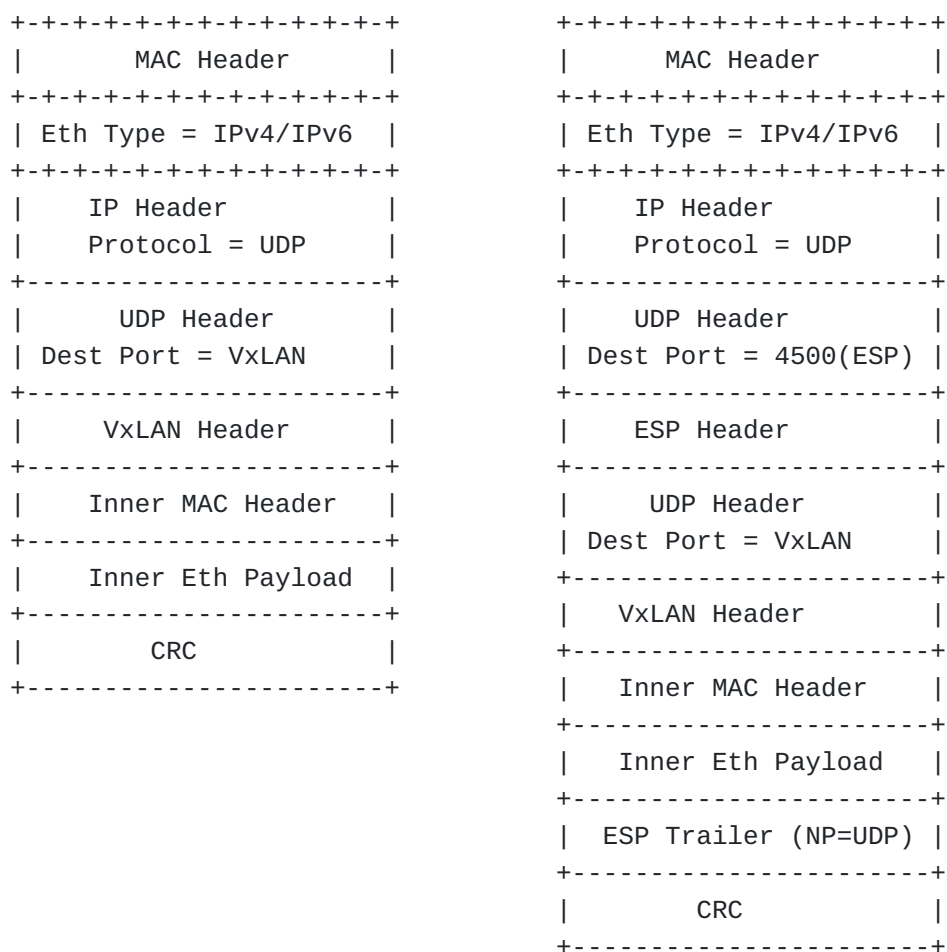 +-+-+-+-+-+-+-+-+-+-+-+-+
|       MAC Header      |
+-+-+-+-+-+-+-+-+-+-+-+-+
| Eth Type = IPv4/IPv6  |
+-+-+-+-+-+-+-+-+-+-+-+-+
|    IP Header          |
|    Protocol = UDP     |
+-----------------------+
|      UDP Header       |
| Dest Port = VxLAN     |
+-----------------------+
|     VxLAN Header      |
+-----------------------+
|    Inner MAC Header   |
+-----------------------+
|    Inner Eth Payload  |
+-----------------------+
|        CRC            |
+-----------------------+
+-+-+-+-+-+-+-+-+-+-+-+-+
|      MAC Header       |
+-+-+-+-+-+-+-+-+-+-+-+-+
| Eth Type = IPv4/IPv6  |
+-+-+-+-+-+-+-+-+-+-+-+-+
|    IP Header          |
|    Protocol = UDP     |
+-----------------------+
|    UDP Header         |
| Dest Port = 4500(ESP) |
+-----------------------+
|    ESP Header         |
+-----------------------+
|     UDP Header        |
| Dest Port = VxLAN     |
+-----------------------+
|   VxLAN Header        |
+-----------------------+
|   Inner MAC Header    |
+-----------------------+
|   Inner Eth Payload   |
+-----------------------+
|  ESP Trailer (NP=UDP) |
+-----------------------+
|        CRC            |
+-----------------------+